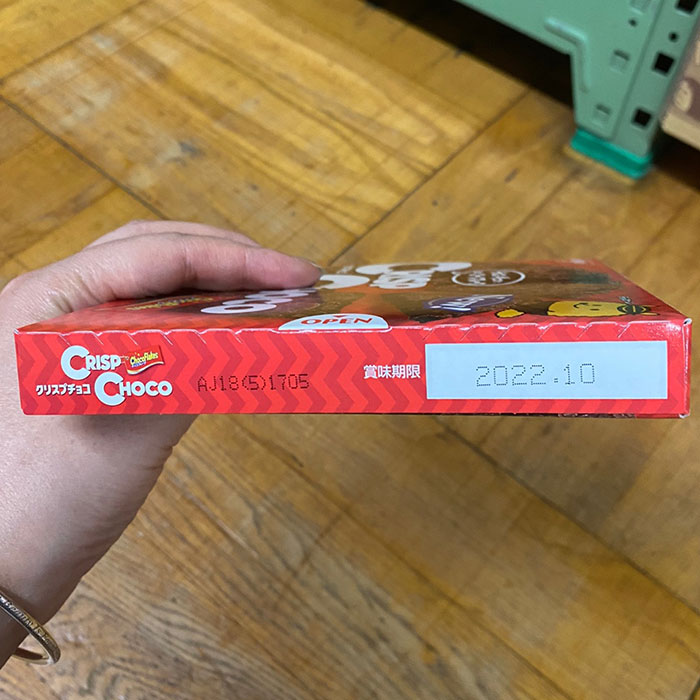 OPEN
CRISP
CHOCO
ChocoFlakes
クリスプチョコ
AJ18(5)1705
賞味期限
2022.10